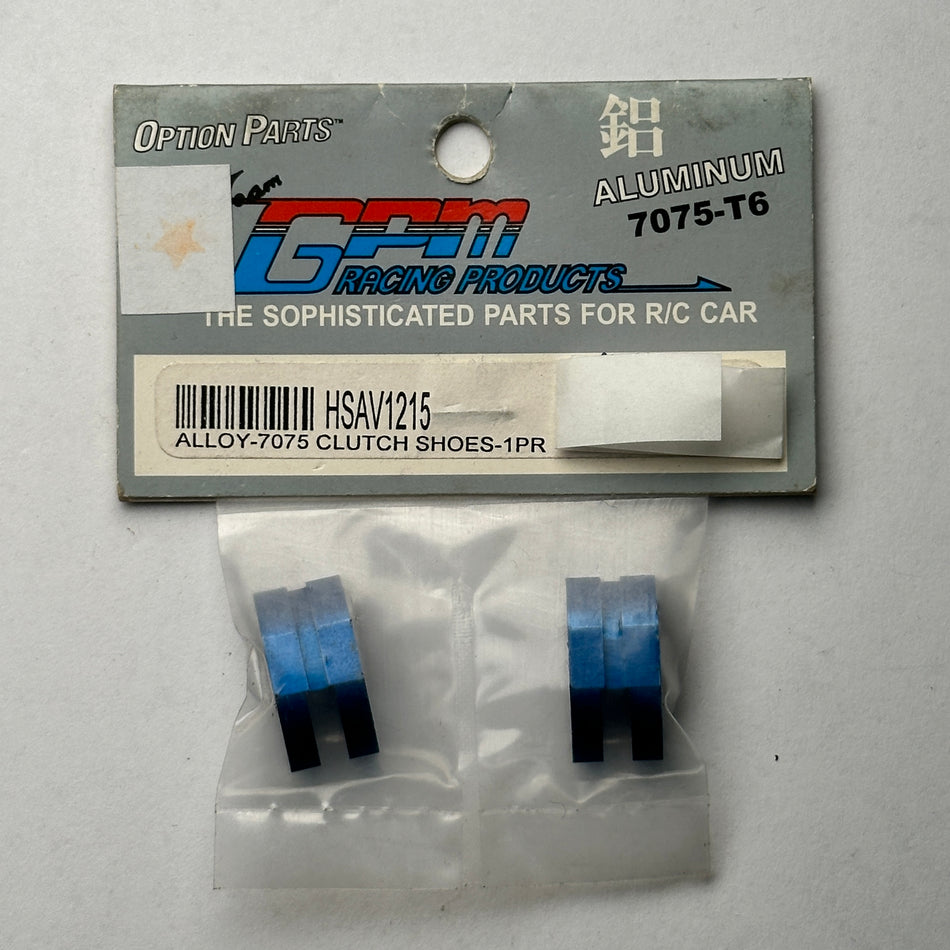 OPTION PARTS™
鋁
ALUMINUM
7075-T6
Team
GPM
RACING PRODUCTS
THE SOPHISTICATED PARTS FOR R/C CAR
HSAV1215
ALLOY-7075 CLUTCH SHOES-1PR